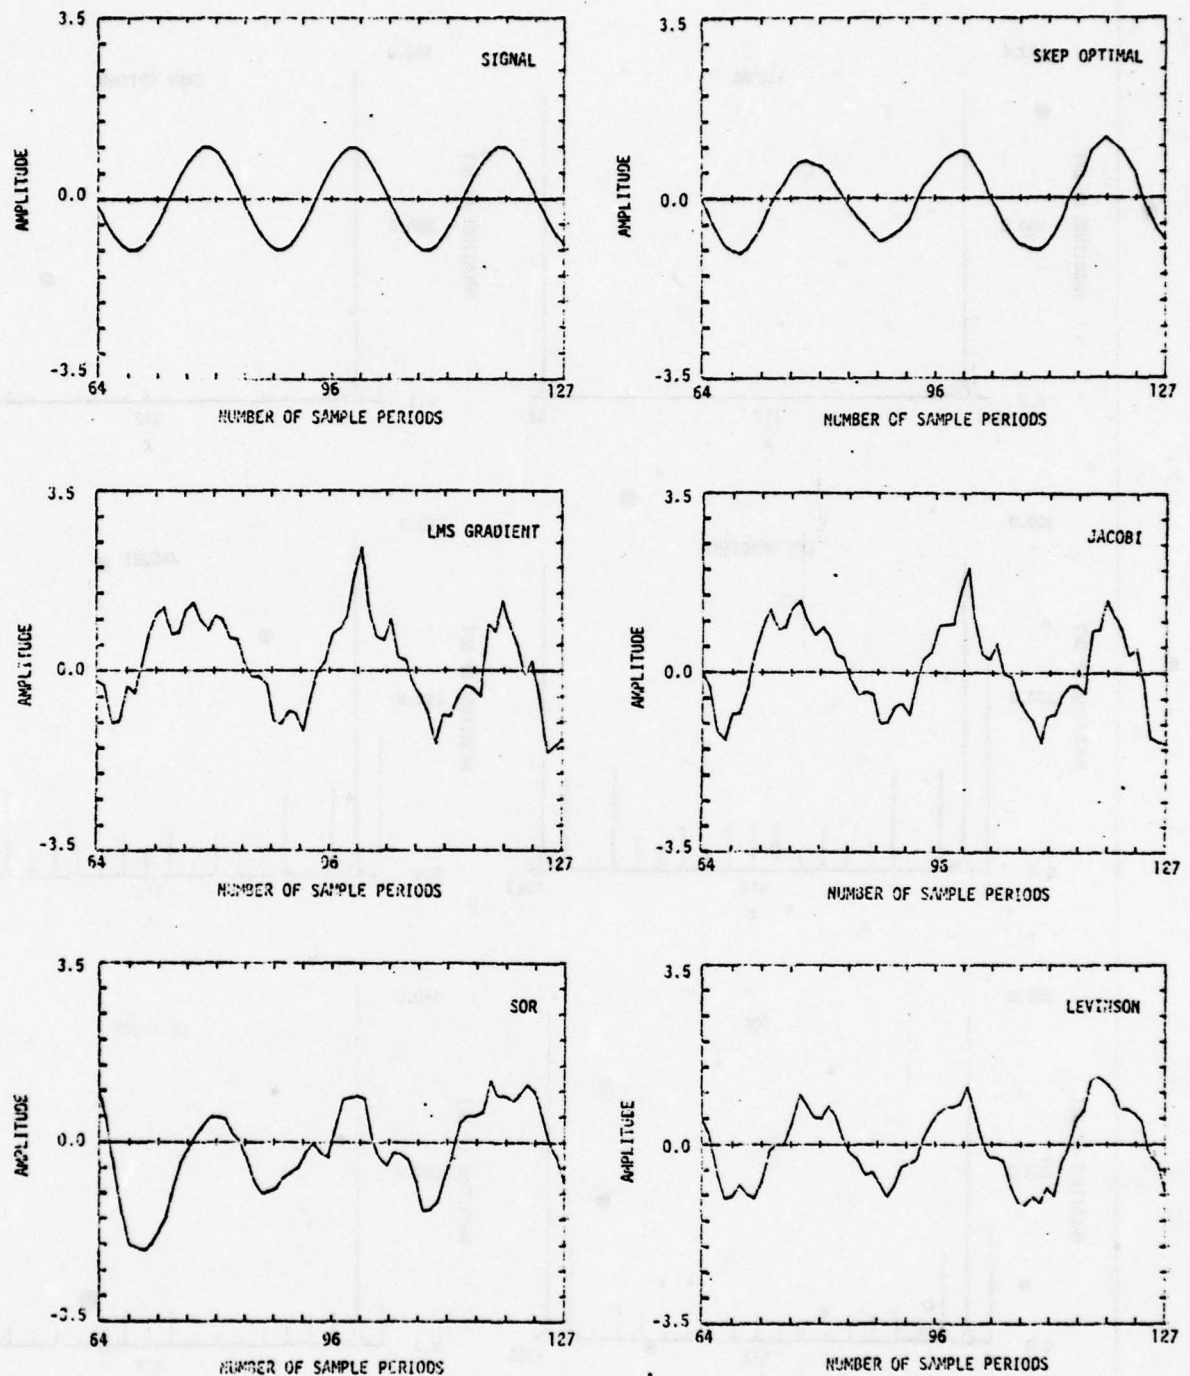 3.5
SIGNAL
AMPLITUDE
0.0
-3.5
64
96
127
NUMBER OF SAMPLE PERIODS
3.5
SKEP OPTIMAL
AMPLITUDE
0.0
-3.5
64
96
127
NUMBER OF SAMPLE PERIODS
3.5
LMS GRADIENT
AMPLITUDE
0.0
-3.5
64
96
127
NUMBER OF SAMPLE PERIODS
3.5
JACOBI
AMPLITUDE
0.0
-3.5
64
96
127
NUMBER OF SAMPLE PERIODS
3.5
SOR
AMPLITUDE
0.0
-3.5
64
96
127
NUMBER OF SAMPLE PERIODS
3.5
LEVINSON
AMPLITUDE
0.0
-3.5
64
96
127
NUMBER OF SAMPLE PERIODS